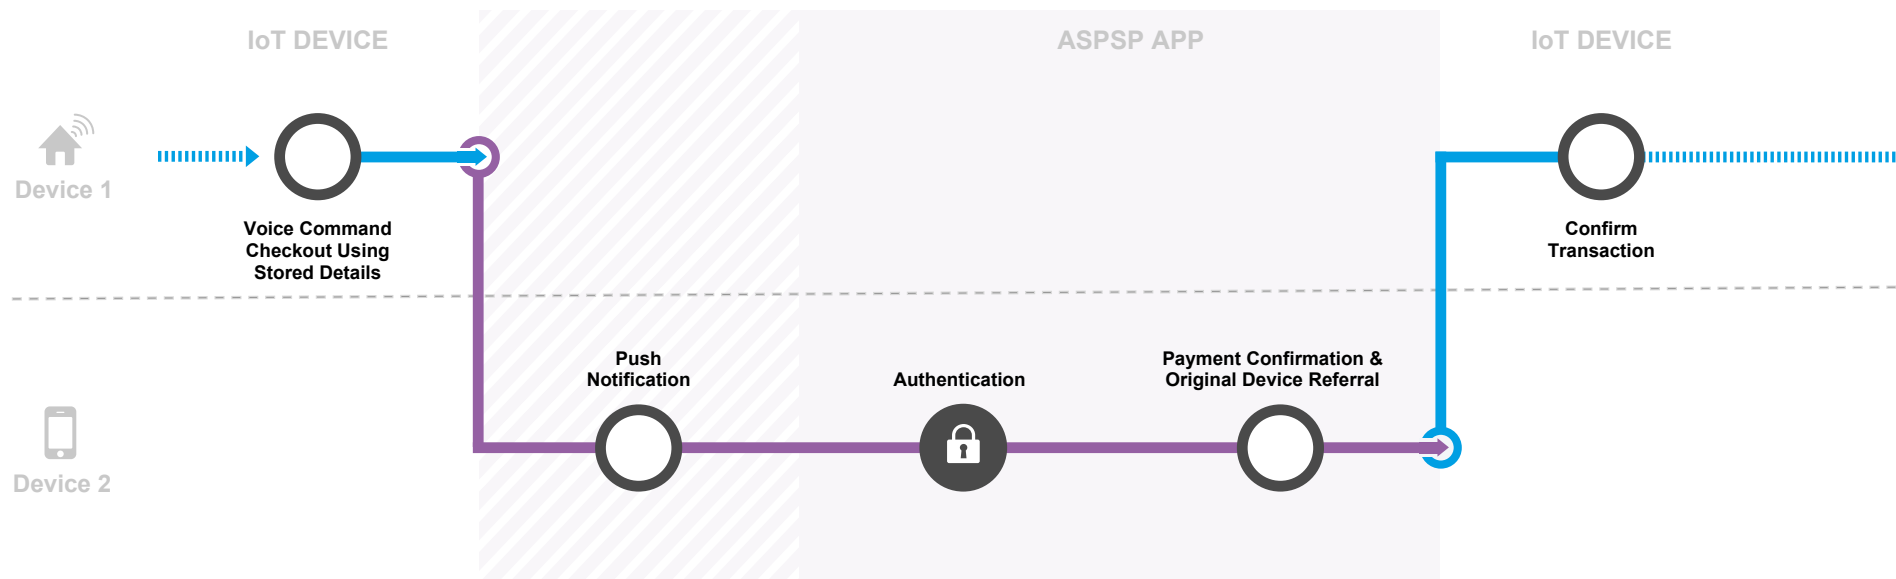 IoT DEVICE
ASPSP APP
IoT DEVICE
Device 1
Voice Command
Checkout Using
Stored Details
Confirm
Transaction
Push
Notification
Authentication
Payment Confirmation &
Original Device Referral
Device 2